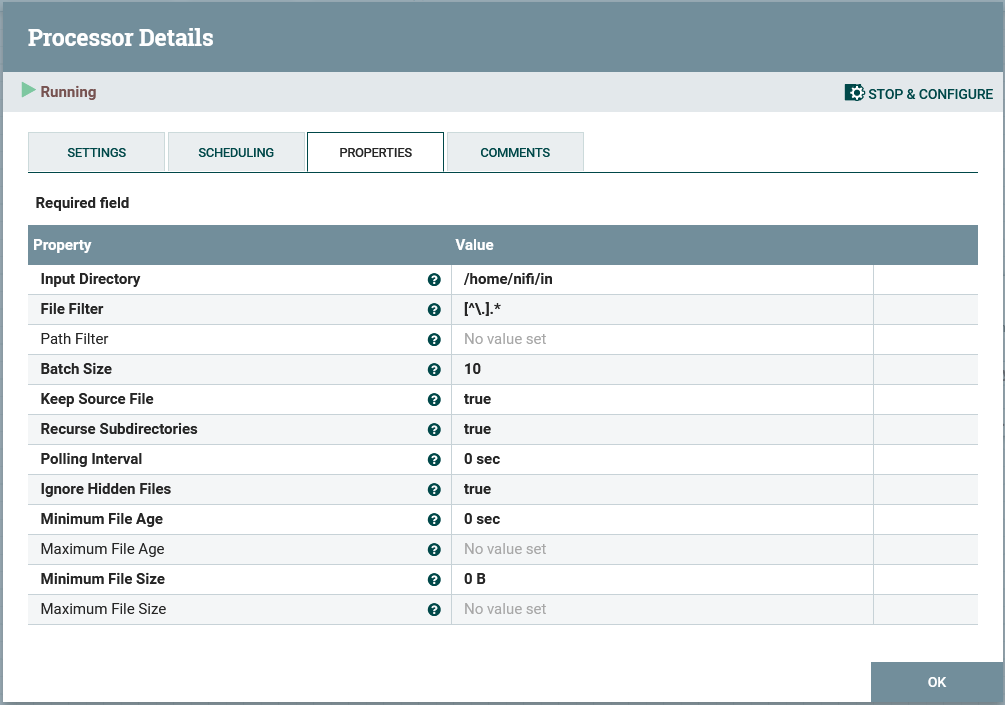 Processor Details
Running
STOP & CONFIGURE
SETTINGS SCHEDULING PROPERTIES COMMENTS
Required field
Property Value
Input Directory /home/nifi/in
File Filter [^\.].*
Path Filter No value set
Batch Size 10
Keep Source File true
Recurse Subdirectories true
Polling Interval 0 sec
Ignore Hidden Files true
Minimum File Age 0 sec
Maximum File Age No value set
Minimum File Size 0 B
Maximum File Size No value set
OK